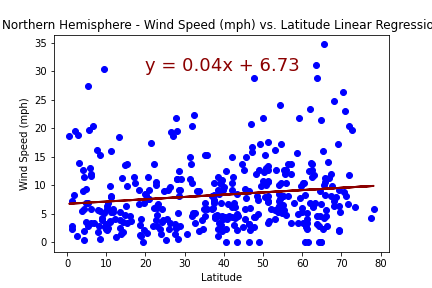 Northern Hemisphere - Wind Speed (mph) vs. Latitude Linear Regressio
y = 0.04x + 6.73
Wind Speed (mph)
35
30
25
20
15
10
5
0
0 10 20 30 40 50 60 70 80
Latitude